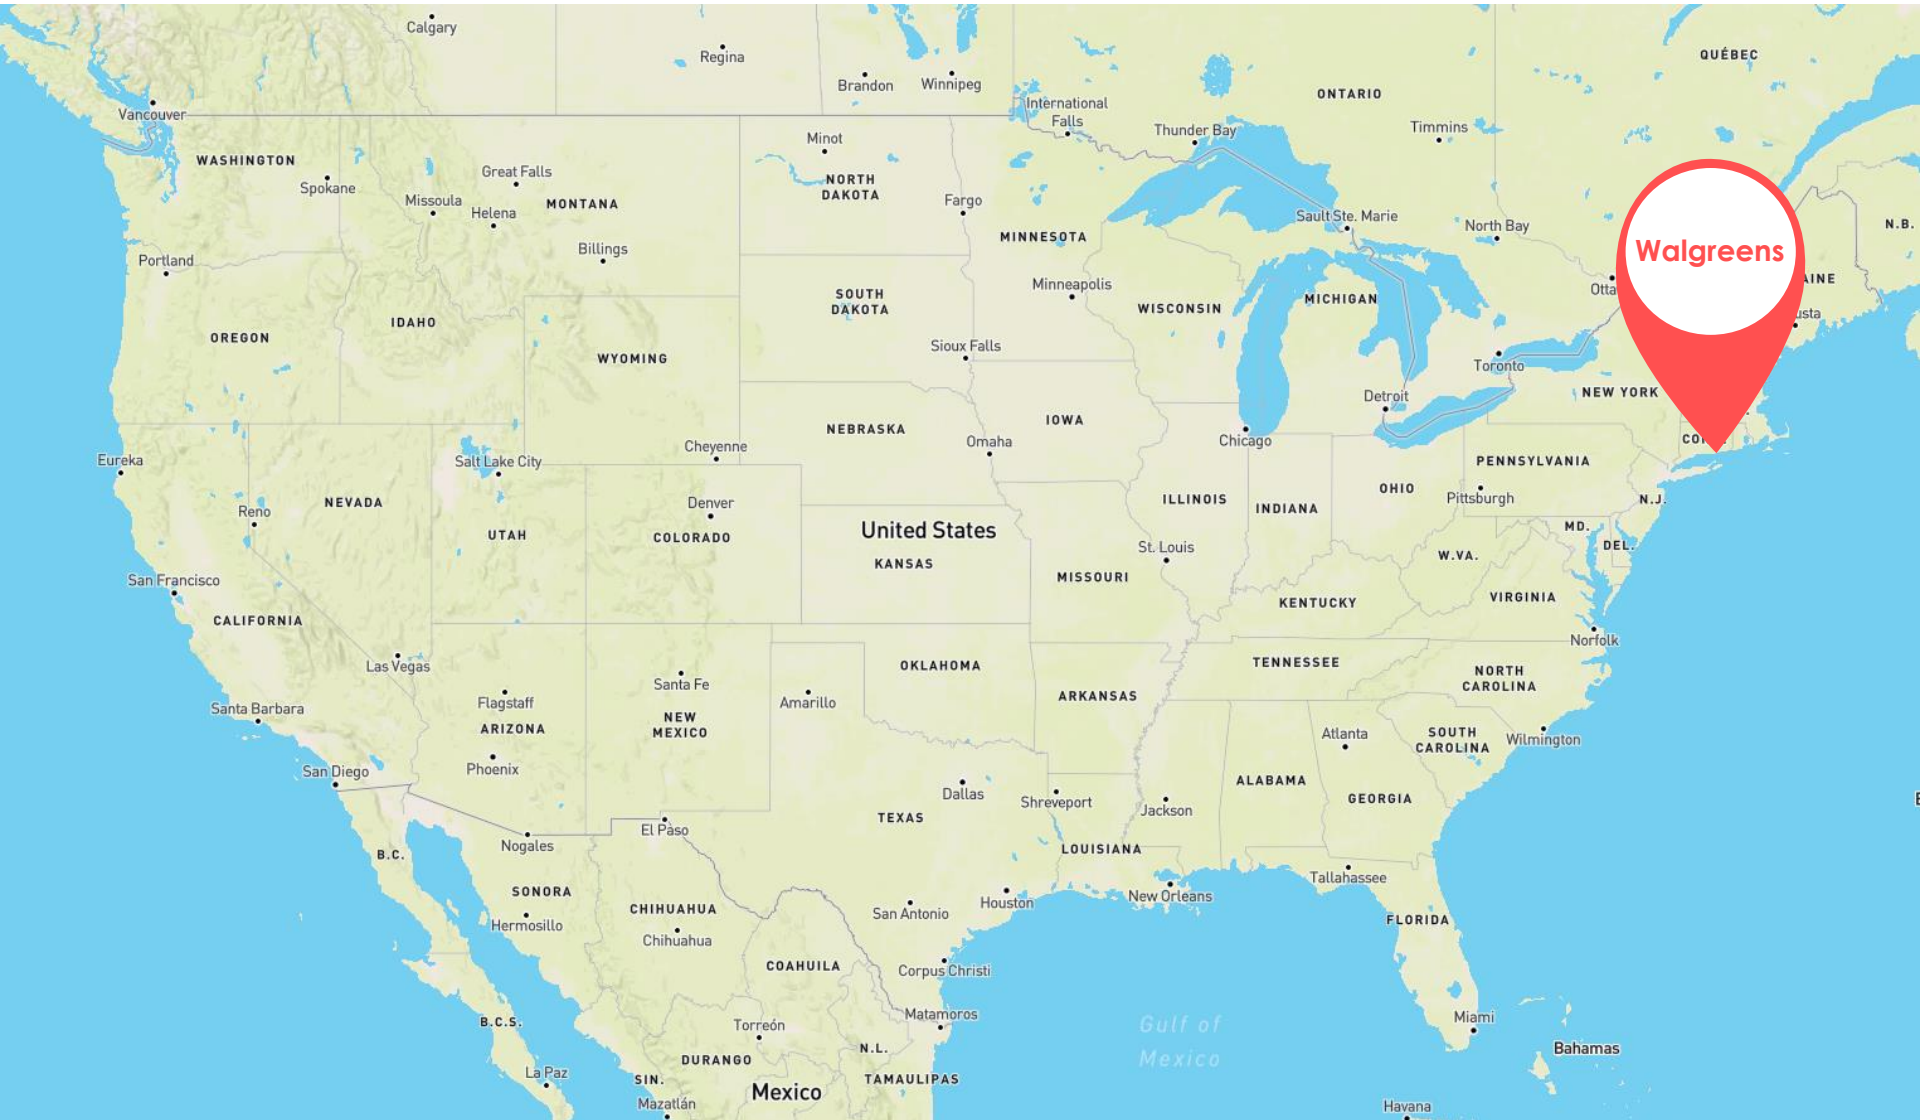 Calgary
Regina
Brandon
Winnipeg
QUÉBEC
ONTARIO
International
Falls
Vancouver
Thunder Bay
Timmins
Minot
WASHINGTON
Spokane
Great Falls
MONTANA
Missoula
Helena
NORTH
DAKOTA
Fargo
Sault Ste. Marie
North Bay
N.B.
MINNESOTA
Portland
Billings
Walgreens
AINE
Otta
usta
Minneapolis
WISCONSIN
MICHIGAN
SOUTH
DAKOTA
IDAHO
OREGON
WYOMING
Sioux Falls
Toronto
Detroit
NEW YORK
IOWA
NEBRASKA
Omaha
Chicago
CO
Cheyenne
Eureka
Salt Lake City
PENNSYLVANIA
Pittsburgh
OHIO
N.J.
NEVADA
Reno
Denver
COLORADO
UTAH
United States
KANSAS
ILLINOIS
INDIANA
MD.
DEL.
St. Louis
W.VA.
MISSOURI
San Francisco
CALIFORNIA
KENTUCKY
VIRGINIA
Norfolk
Las Vegas
OKLAHOMA
TENNESSEE
NORTH
CAROLINA
Santa Fe
Flagstaff
ARIZONA
Amarillo
ARKANSAS
Santa Barbara
NEW
MEXICO
Atlanta
SOUTH
CAROLINA
Wilmington
Phoenix
San Diego
ALABAMA
GEORGIA
Dallas
Shreveport
Jackson
TEXAS
El Paso
Nogales
B.C.
LOUISIANA
Tallahassee
SONORA
Hermosillo
CHIHUAHUA
Chihuahua
San Antonio
Houston
New Orleans
FLORIDA
COAHUILA
Corpus Christi
Matamoros
B.C.S.
Torreón
Gulf of
Mexico
Miami
Bahamas
DURANGO
N.L.
La Paz
SIN.
Mexico
TAMAULIPAS
Mazatlán
Havana